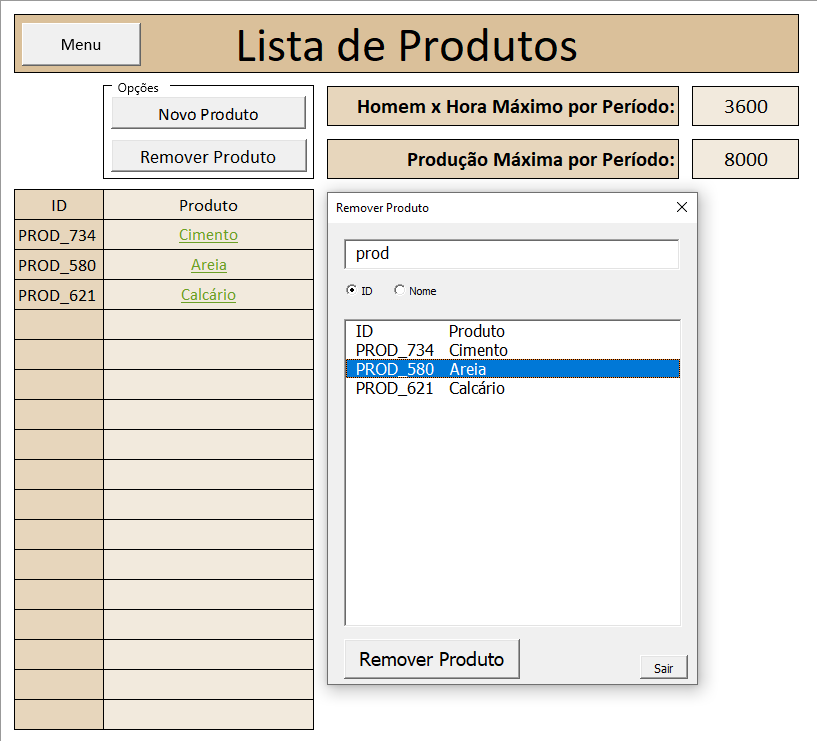 Menu
Lista de Produtos
Opções
Novo Produto
Remover Produto
Homem x Hora Máximo por Período: 3600
Produção Máxima por Período: 8000
ID Produto
PROD_734 Cimento
PROD_580 Areia
PROD_621 Calcário
Remover Produto
prod
ID Nome
ID Produto
PROD_734 Cimento
PROD_580 Areia
PROD_621 Calcário
Remover Produto
Sair